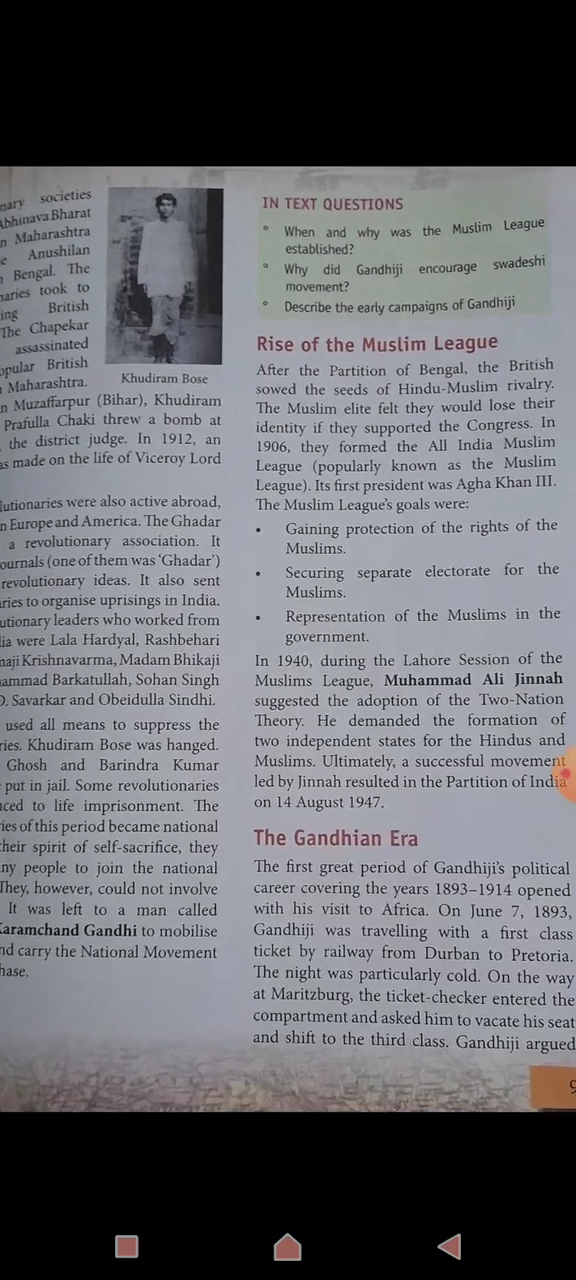 nary societies
Abhinava Bharat
n Maharashtra
e Anushilan
n Bengal. The
naries took to
ing British
The Chapekar
assassinated
opular British
n Maharashtra.
Khudiram Bose
n Muzaffarpur (Bihar), Khudiram
Prafulla Chaki threw a bomb at
, the district judge. In 1912, an
as made on the life of Viceroy Lord
lutionaries were also active abroad,
n Europe and America. The Ghadar
a revolutionary association. It
ournals (one of them was ‘Ghadar’)
revolutionary ideas. It also sent
ries to organise uprisings in India.
utionary leaders who worked from
dia were Lala Hardyal, Rashbehari
maji Krishnavarma, Madam Bhikaji
ammad Barkatullah, Sohan Singh
D. Savarkar and Obeidulla Sindhi.
used all means to suppress the
ries. Khudiram Bose was hanged.
Ghosh and Barindra Kumar
put in jail. Some revolutionaries
nced to life imprisonment. The
ies of this period became national
their spirit of self-sacrifice, they
ny people to join the national
They, however, could not involve
It was left to a man called
Karamchand Gandhi to mobilise
nd carry the National Movement
hase.
IN TEXT QUESTIONS
° When and why was the Muslim League
established?
° Why did Gandhiji encourage swadeshi
movement?
° Describe the early campaigns of Gandhiji
Rise of the Muslim League
After the Partition of Bengal, the British
sowed the seeds of Hindu-Muslim rivalry.
The Muslim elite felt they would lose their
identity if they supported the Congress. In
1906, they formed the All India Muslim
League (popularly known as the Muslim
League). Its first president was Agha Khan III.
The Muslim League’s goals were:
• Gaining protection of the rights of the
Muslims.
• Securing separate electorate for the
Muslims.
• Representation of the Muslims in the
government.
In 1940, during the Lahore Session of the
Muslims League, Muhammad Ali Jinnah
suggested the adoption of the Two-Nation
Theory. He demanded the formation of
two independent states for the Hindus and
Muslims. Ultimately, a successful movement
led by Jinnah resulted in the Partition of India
on 14 August 1947.
The Gandhian Era
The first great period of Gandhiji’s political
career covering the years 1893–1914 opened
with his visit to Africa. On June 7, 1893,
Gandhiji was travelling with a first class
ticket by railway from Durban to Pretoria.
The night was particularly cold. On the way
at Maritzburg, the ticket-checker entered the
compartment and asked him to vacate his seat
and shift to the third class. Gandhiji argued
9